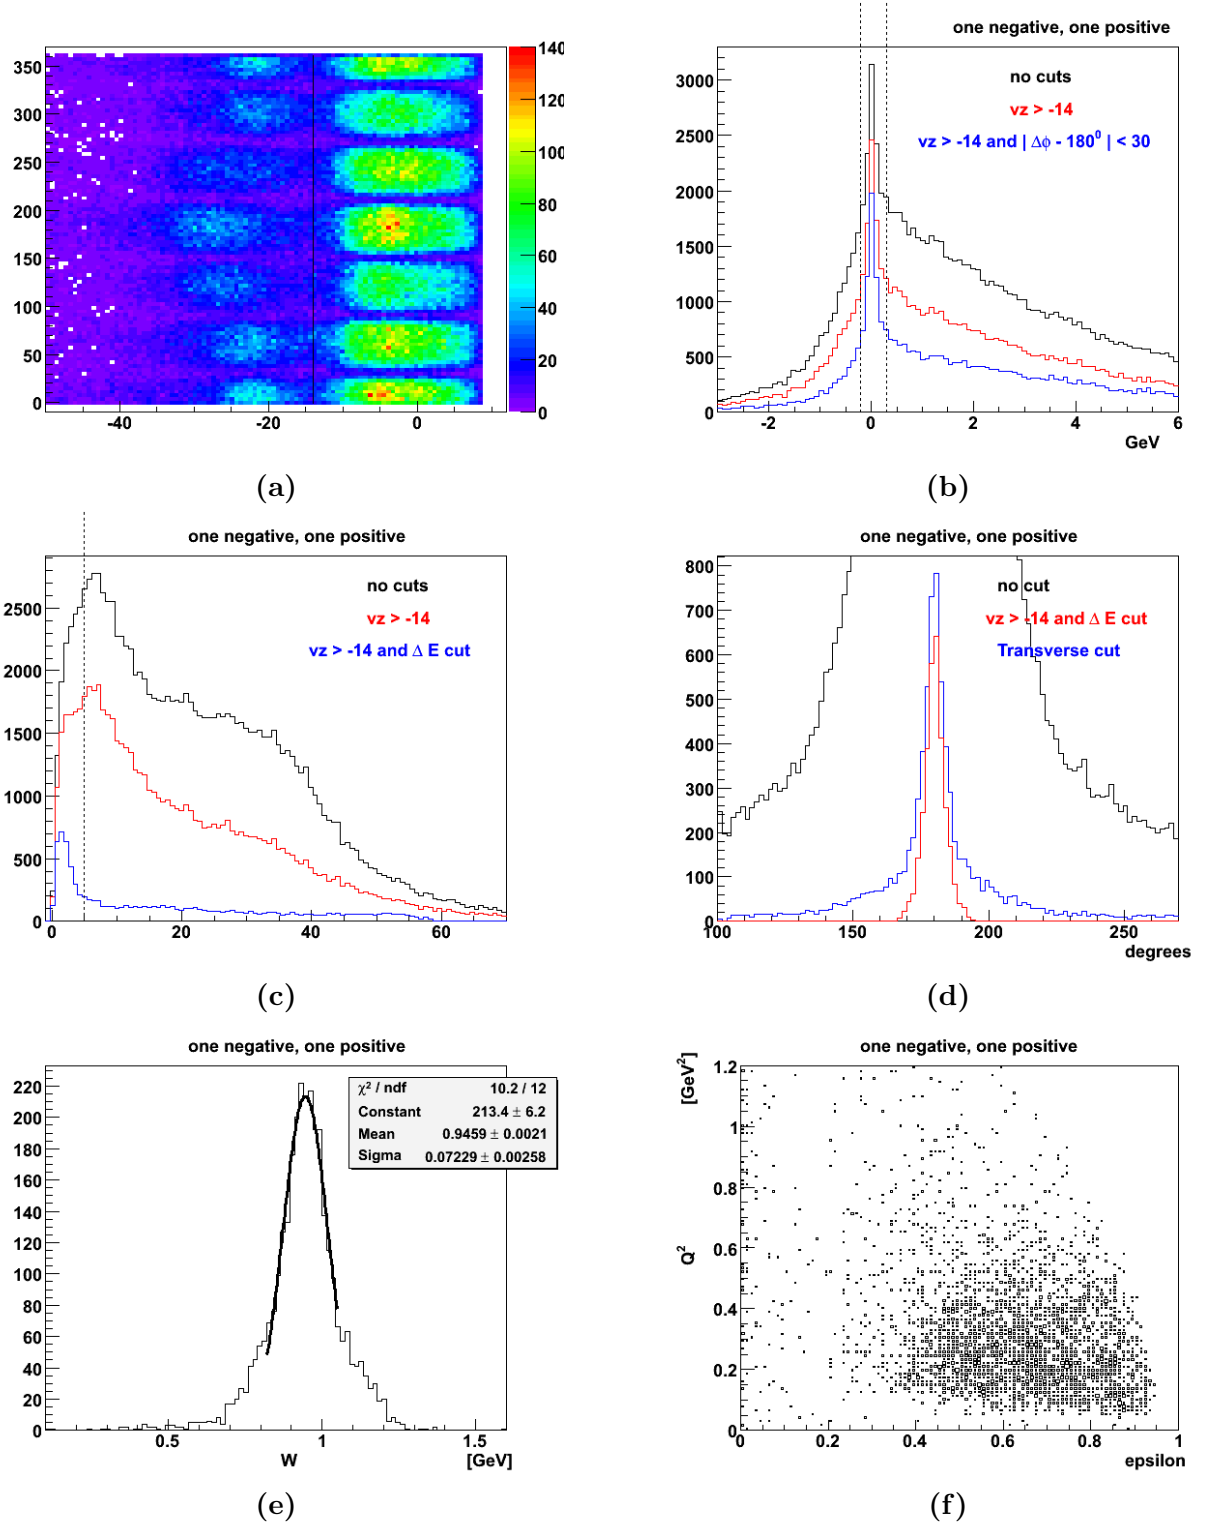 350
300
250
200
150
100
50
0
-40
-20
0
140
120
100
80
60
40
20
0
(a)
one negative, one positive
no cuts
vz > -14
vz > -14 and | Δϕ - 180⁰ | < 30
3000
2500
2000
1500
1000
500
0
-2
0
2
4
6
GeV
(b)
one negative, one positive
no cuts
vz > -14
vz > -14 and Δ E cut
2500
2000
1500
1000
500
0
0
20
40
60
(c)
one negative, one positive
no cut
vz > -14 and Δ E cut
Transverse cut
800
700
600
500
400
300
200
100
0
100
150
200
250
degrees
(d)
one negative, one positive
χ² / ndf 10.2 / 12
Constant 213.4 ± 6.2
Mean 0.9459 ± 0.0021
Sigma 0.07229 ± 0.00258
220
200
180
160
140
120
100
80
60
40
20
0
0.5
1
1.5
W
[GeV]
(e)
one negative, one positive
[GeV²]
Q²
1.2
1
0.8
0.6
0.4
0.2
0
0
0.2
0.4
0.6
0.8
1
epsilon
(f)